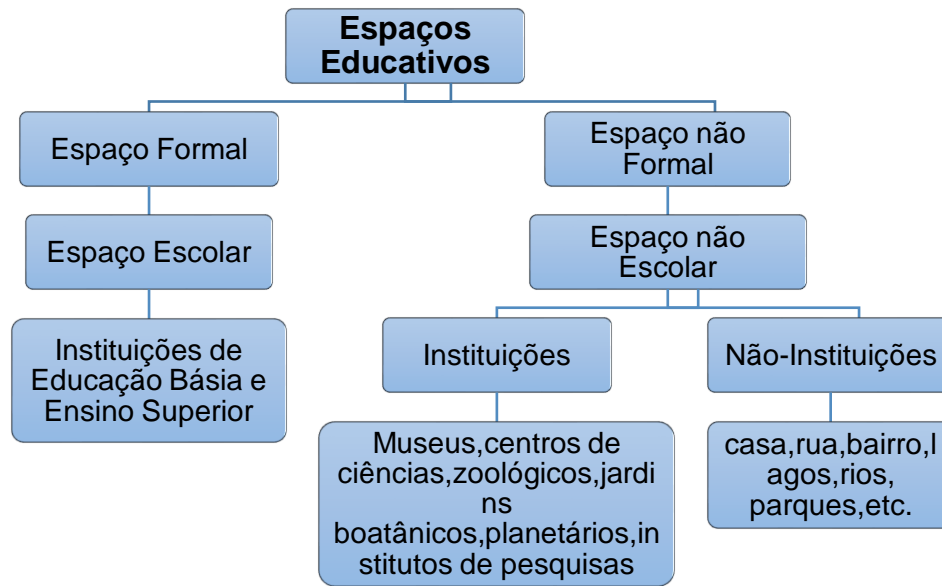 Espaços
Educativos
Espaço Formal
Espaço não
Formal
Espaço Escolar
Espaço não
Escolar
Instituições de
Educação Básia e
Ensino Superior
Instituições
Não-Instituições
Museus,centros de
ciências,zoológicos,jardi
ns
boatânicos,planetários,in
stitutos de pesquisas
casa,rua,bairro,l
agos,rios,
parques,etc.